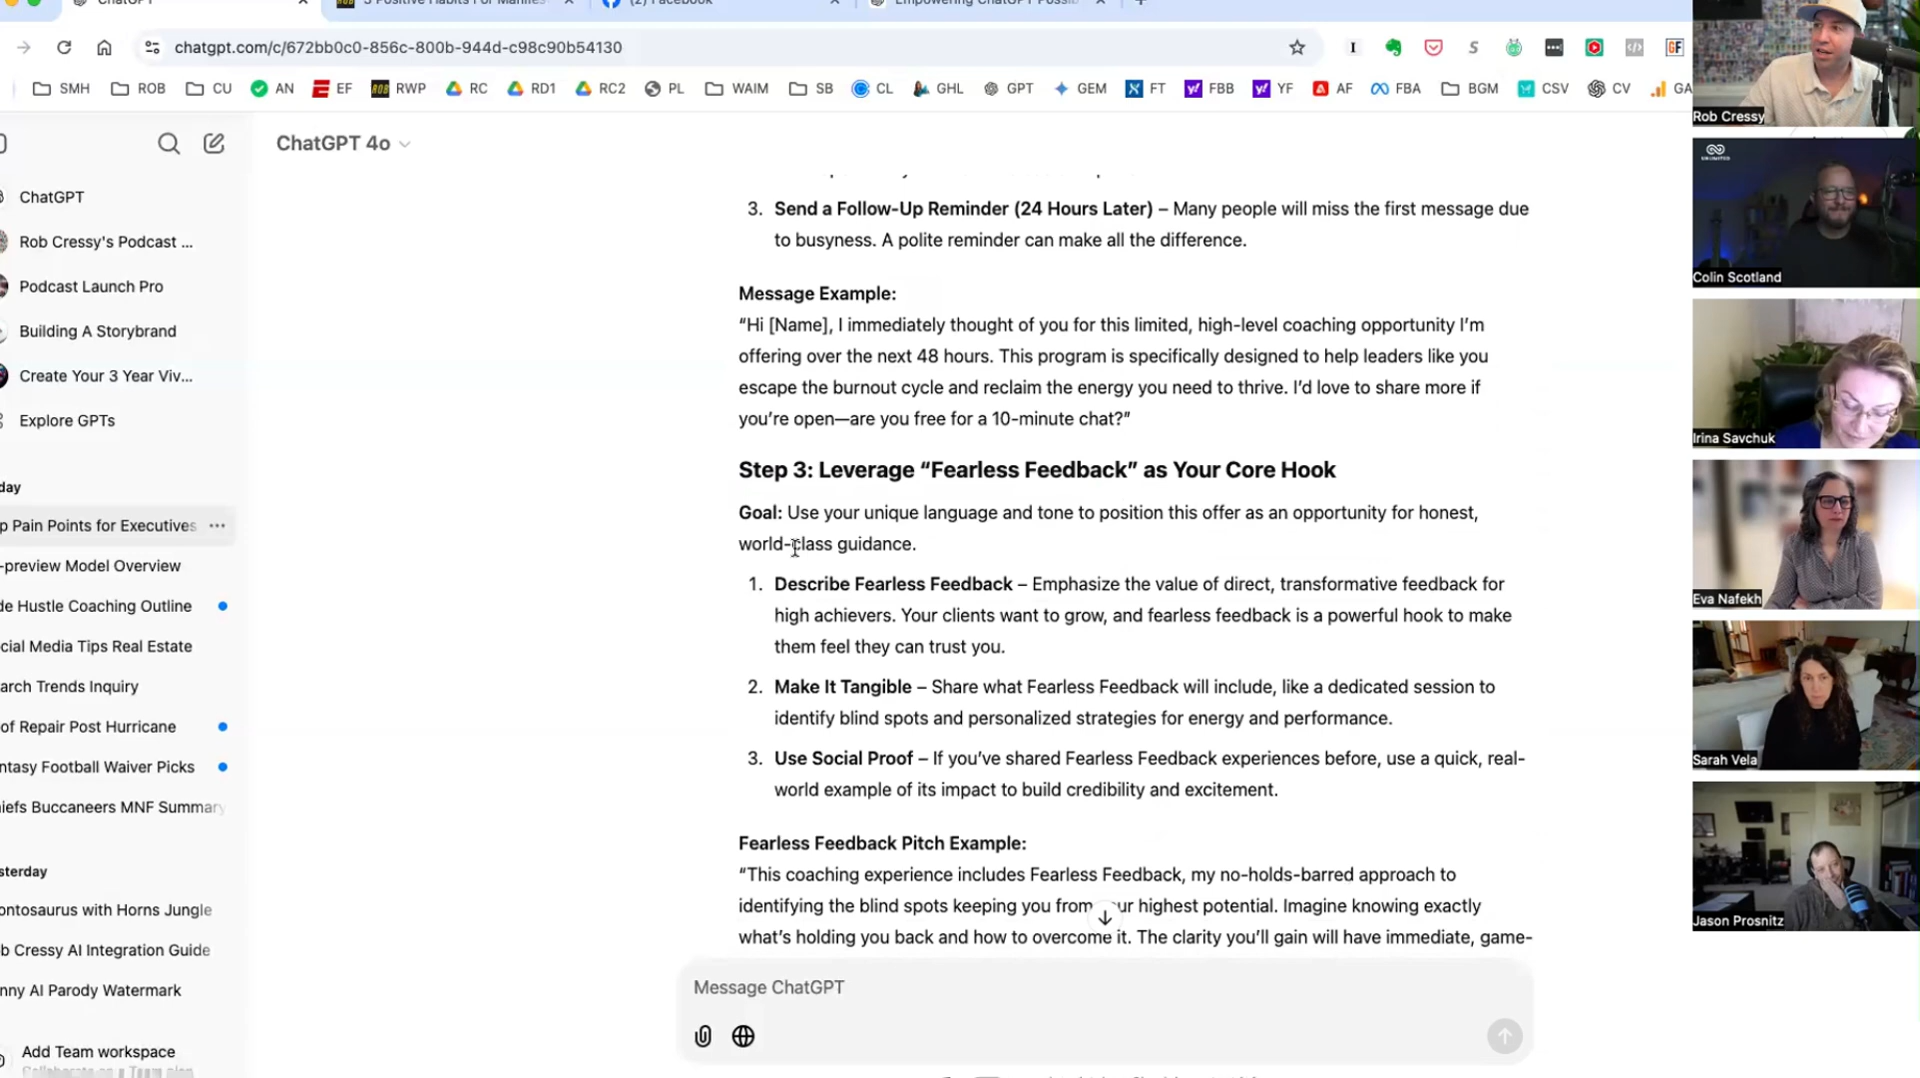 ChatGPT
3 Positive Habits For Manifes
(2) Facebook
Empowering ChatGPT Possib
chatgpt.com/c/672bb0c0-856c-800b-944d-c98c90b54130
SMH ROB CU AN EF RWP RC RD1 RC2 PL WAIM SB CL GHL GPT GEM FT FBB YF AF FBA BGM CSV CV GA
ChatGPT 4o
ChatGPT
Rob Cressy's Podcast ...
Podcast Launch Pro
Building A Storybrand
Create Your 3 Year Viv...
Explore GPTs
day
p Pain Points for Executives ...
-preview Model Overview
de Hustle Coaching Outline
cial Media Tips Real Estate
arch Trends Inquiry
of Repair Post Hurricane
ntasy Football Waiver Picks
iefs Buccaneers MNF Summary
sterday
ontosaurus with Horns Jungle
b Cressy AI Integration Guide
nny AI Parody Watermark
Add Team workspace
3. Send a Follow-Up Reminder (24 Hours Later) – Many people will miss the first message due
to busyness. A polite reminder can make all the difference.
Message Example:
“Hi [Name], I immediately thought of you for this limited, high-level coaching opportunity I’m
offering over the next 48 hours. This program is specifically designed to help leaders like you
escape the burnout cycle and reclaim the energy you need to thrive. I’d love to share more if
you’re open—are you free for a 10-minute chat?”
Step 3: Leverage “Fearless Feedback” as Your Core Hook
Goal: Use your unique language and tone to position this offer as an opportunity for honest,
world-class guidance.
1. Describe Fearless Feedback – Emphasize the value of direct, transformative feedback for
high achievers. Your clients want to grow, and fearless feedback is a powerful hook to make
them feel they can trust you.
2. Make It Tangible – Share what Fearless Feedback will include, like a dedicated session to
identify blind spots and personalized strategies for energy and performance.
3. Use Social Proof – If you’ve shared Fearless Feedback experiences before, use a quick, real-
world example of its impact to build credibility and excitement.
Fearless Feedback Pitch Example:
“This coaching experience includes Fearless Feedback, my no-holds-barred approach to
identifying the blind spots keeping you from your highest potential. Imagine knowing exactly
what’s holding you back and how to overcome it. The clarity you’ll gain will have immediate, game-
Message ChatGPT
Rob Cressy
UNLIMITED
Colin Scotland
Irina Savchuk
Eva Nafekh
Sarah Vela
Jason Prosnitz